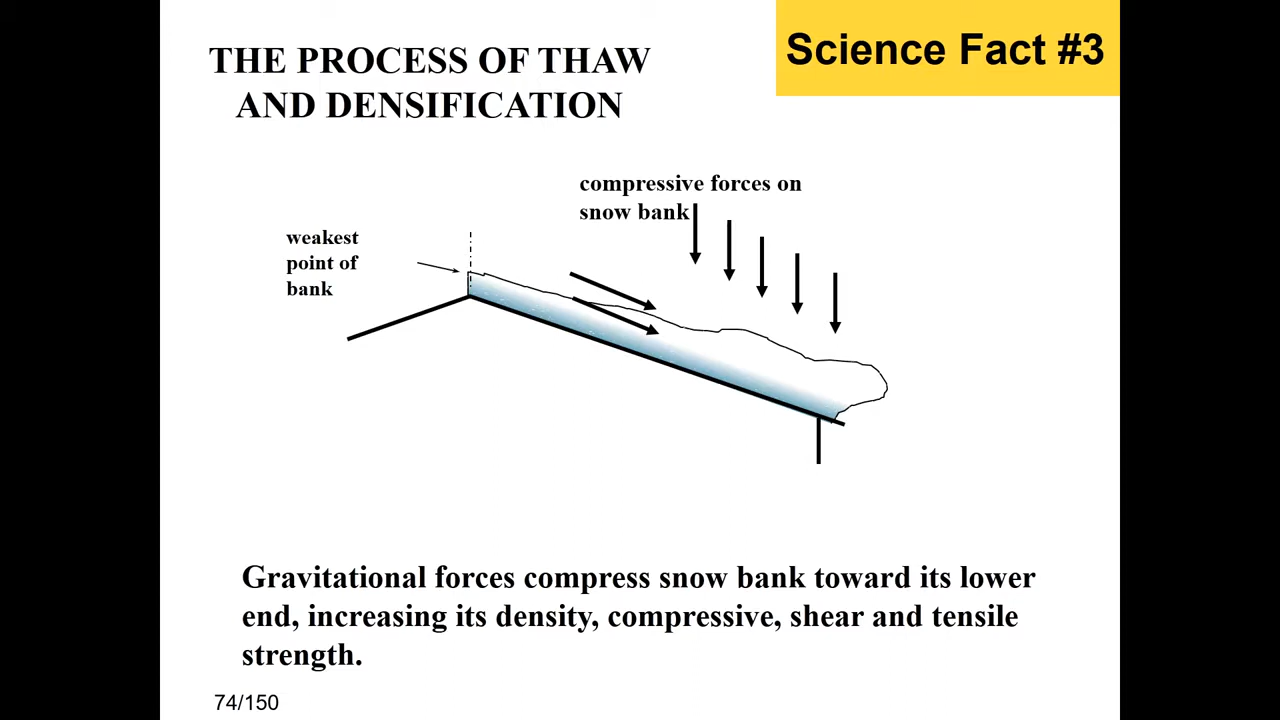 THE PROCESS OF THAW
AND DENSIFICATION
Science Fact #3
compressive forces on
snow bank
weakest
point of
bank
Gravitational forces compress snow bank toward its lower
end, increasing its density, compressive, shear and tensile
strength.
74/150